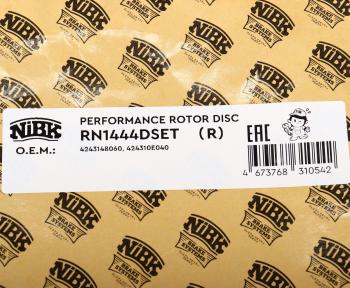 NiBK
PERFORMANCE ROTOR DISC
RN1444DSET (R)
O.E.M.: 4243148060, 424310E040
EAC
4 673768 310542
NiBK
BRAKE
SYSTEMS